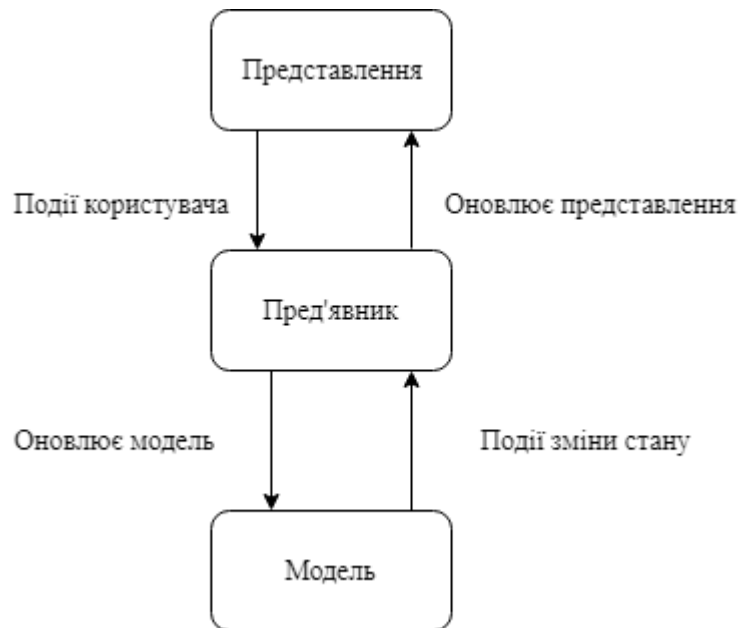 Представлення
Події користувача
Оновлює представлення
Пред'явник
Оновлює модель
Події зміни стану
Модель